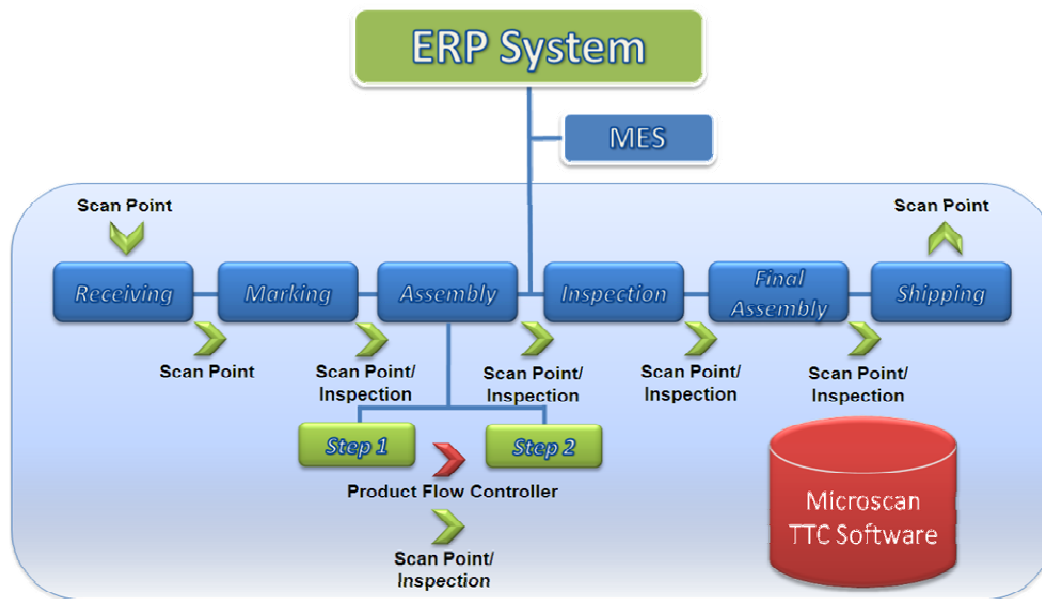 ERP System
MES
Scan Point
Scan Point
Receiving
Marking
Assembly
Inspection
Final
Assembly
Shipping
Scan Point
Scan Point/
Inspection
Scan Point/
Inspection
Scan Point/
Inspection
Scan Point/
Inspection
Step 1
Step 2
Product Flow Controller
Scan Point/
Inspection
Microscan
TTC Software